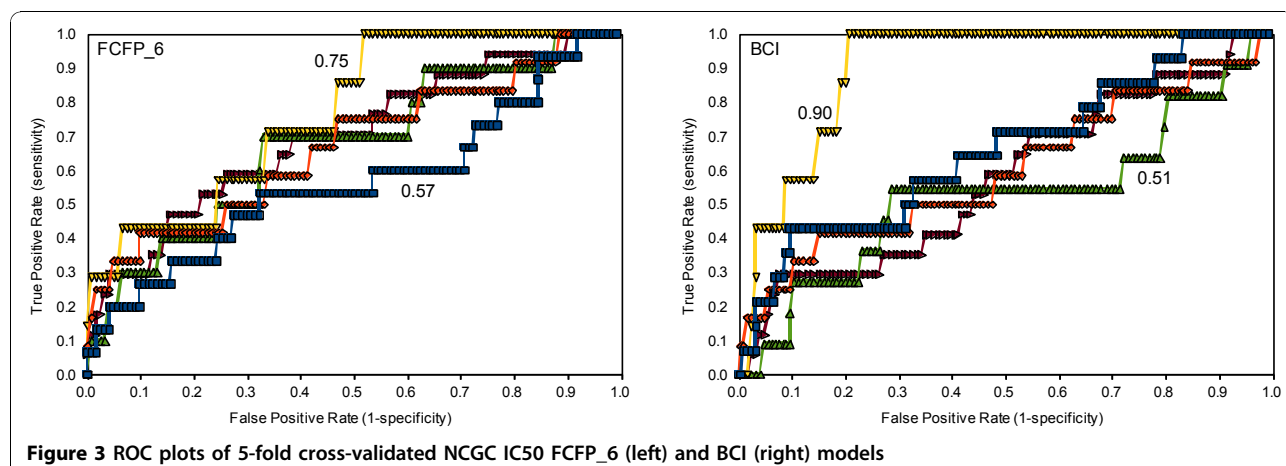 FCFP_6
0.75
0.57
1.0
0.9
0.8
0.7
0.6
0.5
0.4
0.3
0.2
0.1
0.0
True Positive Rate (sensitivity)
0.0 0.1 0.2 0.3 0.4 0.5 0.6 0.7 0.8 0.9 1.0
False Positive Rate (1-specificity)
BCI
0.90
0.51
1.0
0.9
0.8
0.7
0.6
0.5
0.4
0.3
0.2
0.1
0.0
True Positive Rate (sensitivity)
0.0 0.1 0.2 0.3 0.4 0.5 0.6 0.7 0.8 0.9 1.0
False Positive Rate (1-specificity)
Figure 3 ROC plots of 5-fold cross-validated NCGC IC50 FCFP_6 (left) and BCI (right) models